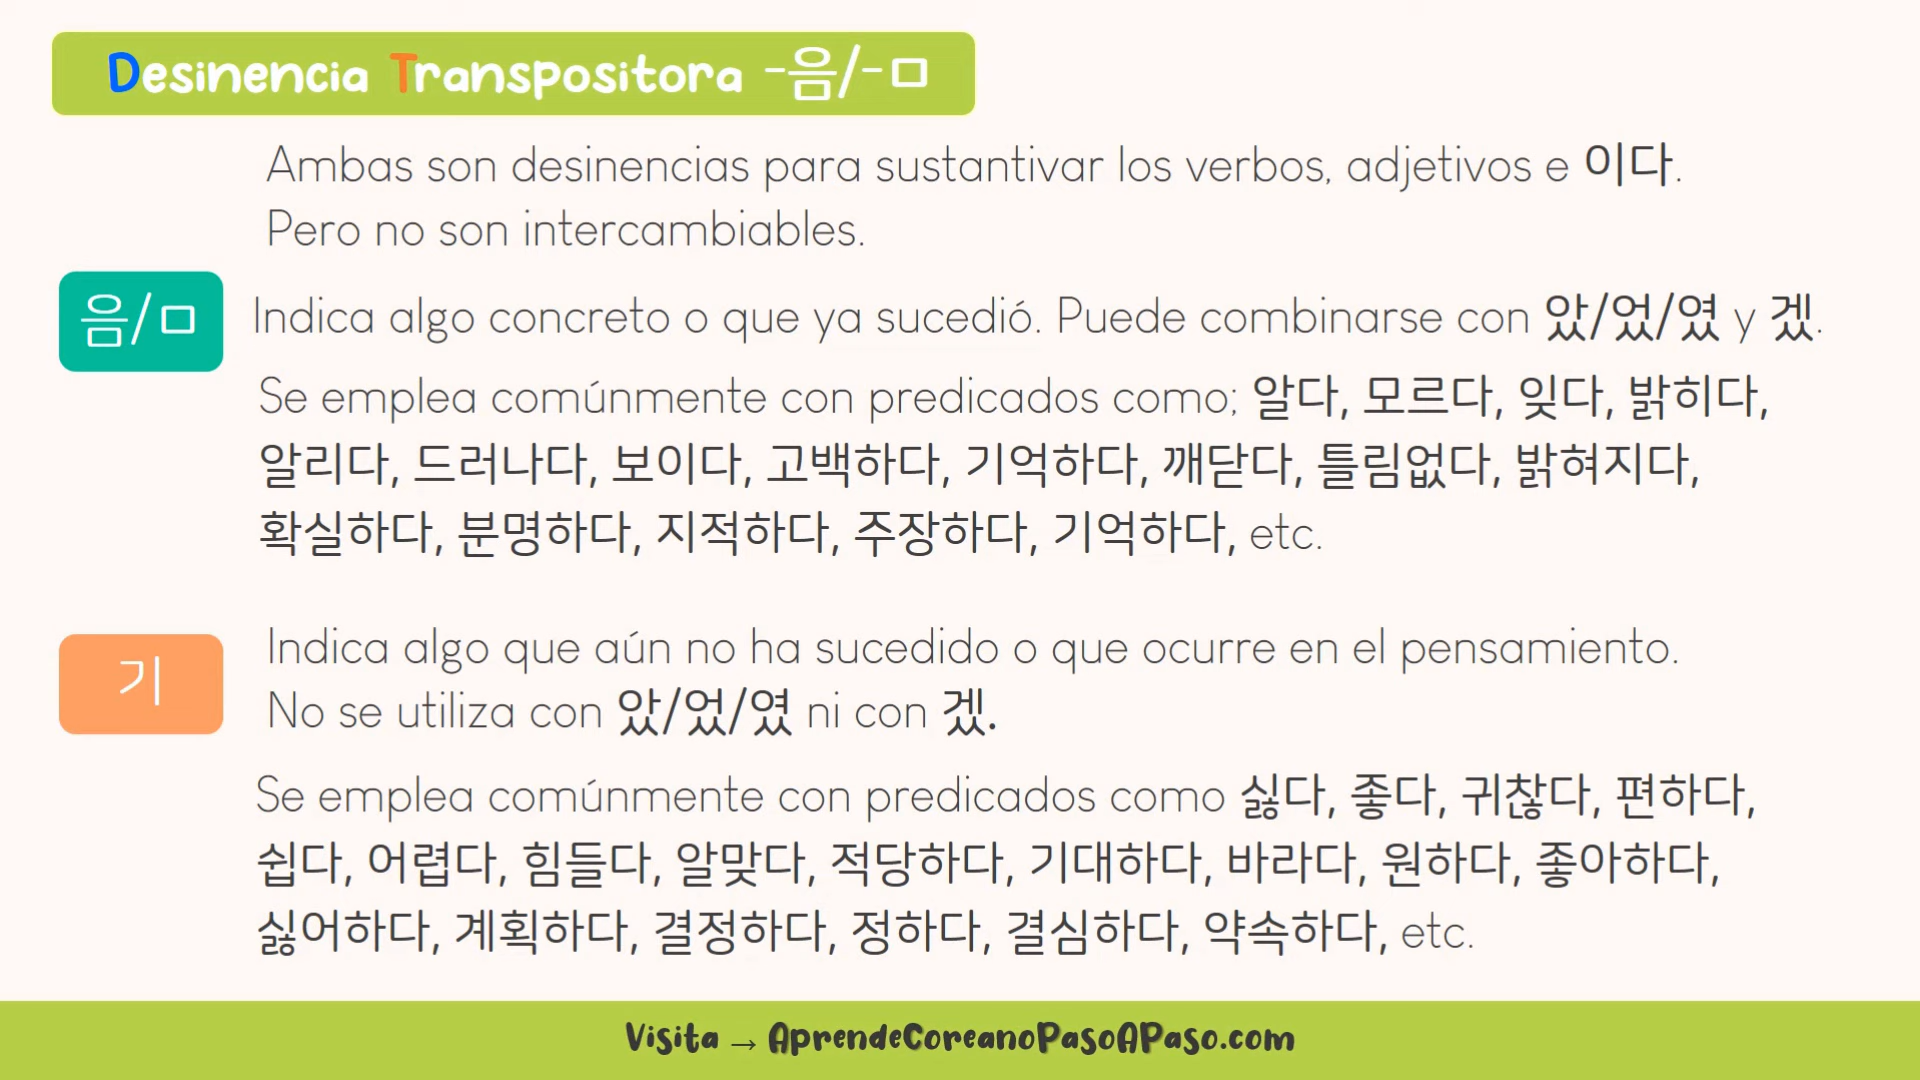 Desinencia Transpositora -음/-ㅁ
Ambas son desinencias para sustantivar los verbos, adjetivos e 이다.
Pero no son intercambiables.
음/ㅁ
Indica algo concreto o que ya sucedió. Puede combinarse con 았/었/였 y 겠.
Se emplea comúnmente con predicados como; 알다, 모르다, 잊다, 밝히다,
알리다, 드러나다, 보이다, 고백하다, 기억하다, 깨닫다, 틀림없다, 밝혀지다,
확실하다, 분명하다, 지적하다, 주장하다, 기억하다, etc.
기
Indica algo que aún no ha sucedido o que ocurre en el pensamiento.
No se utiliza con 았/었/였 ni con 겠.
Se emplea comúnmente con predicados como 싫다, 좋다, 귀찮다, 편하다,
쉽다, 어렵다, 힘들다, 알맞다, 적당하다, 기대하다, 바라다, 원하다, 좋아하다,
싫어하다, 계획하다, 결정하다, 정하다, 결심하다, 약속하다, etc.
Visita → AprendeCoreanoPasoAPaso.com